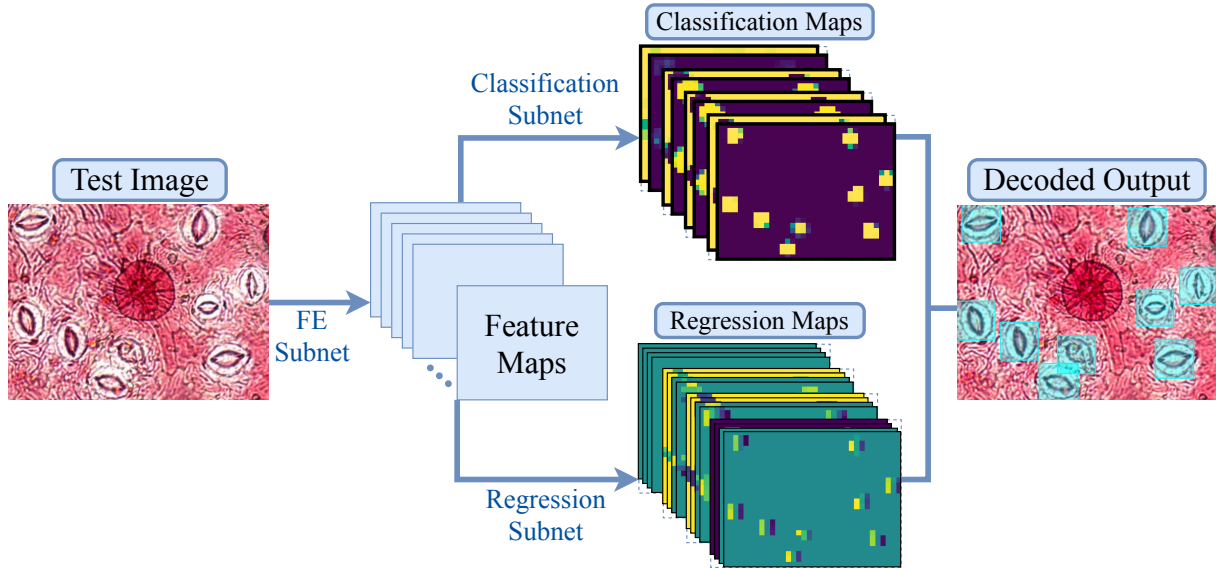 Classification Maps
Classification
Subnet
Test Image
Decoded Output
FE
Subnet
Feature
Maps
Regression Maps
Regression
Subnet